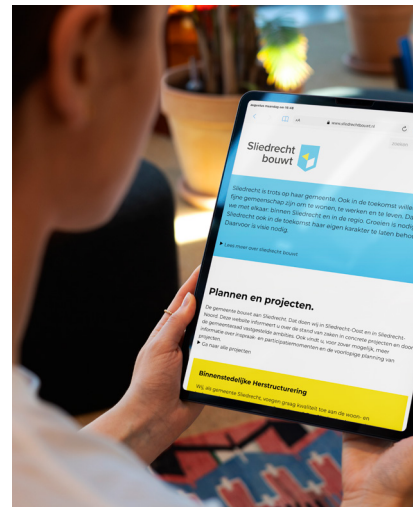 www.sliedrechtbouwt.nl
Sliedrecht
bouwt
Sliedrecht is trots op haar gemeente. Ook in de toekomst wille
fijne gemeenschap zijn om te wonen, te werken en te leven. Da
we met elkaar: binnen Sliedrecht en in de regio. Groeien is nodig
Sliedrecht ook in de toekomst haar eigen karakter te laten behou
Daarvoor is visie nodig.
▶ Lees meer over sliedrecht bouwt
Plannen en projecten.
De gemeente bouwt aan Sliedrecht. Dat doen wij in Sliedrecht-Oost en in Sliedrecht-
Noord. Deze website informeert u over de stand van zaken in concrete projecten en door
de gemeenteraad vastgestelde ambities. Ook vindt u, voor zover mogelijk, meer
informatie over inspraak- en participatiemomenten en de voorlopige planning van
projecten.
▶ Ga naar alle projecten
Binnenstedelijke Herstructurering
Wij, als gemeente Sliedrecht, voegen graag kwaliteit toe aan de woon- en